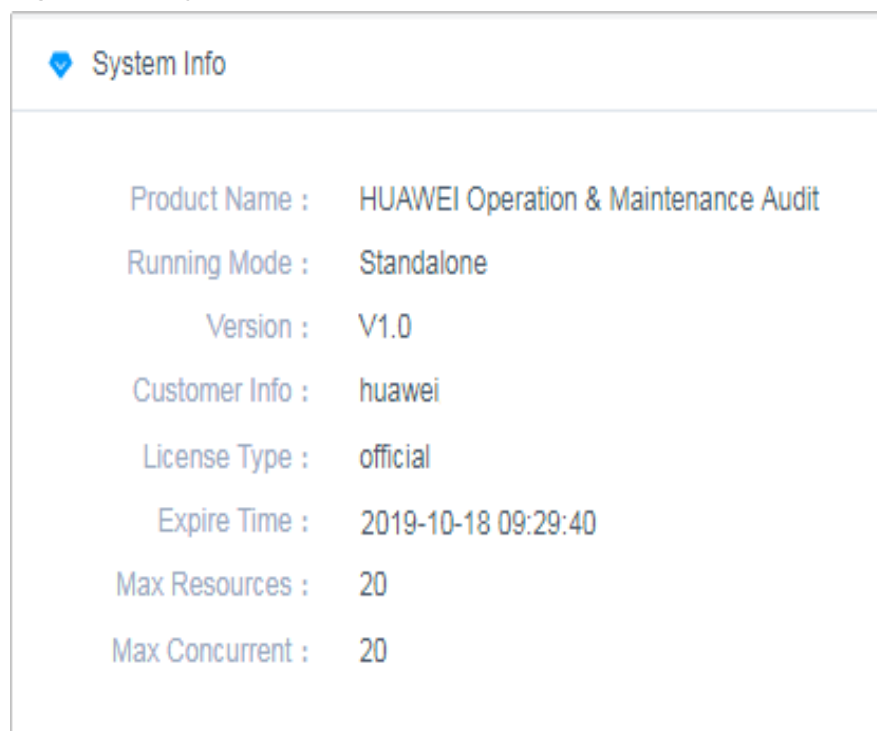 System Info
Product Name : HUAWEI Operation & Maintenance Audit
Running Mode : Standalone
Version : V1.0
Customer Info : huawei
License Type : official
Expire Time : 2019-10-18 09:29:40
Max Resources : 20
Max Concurrent : 20